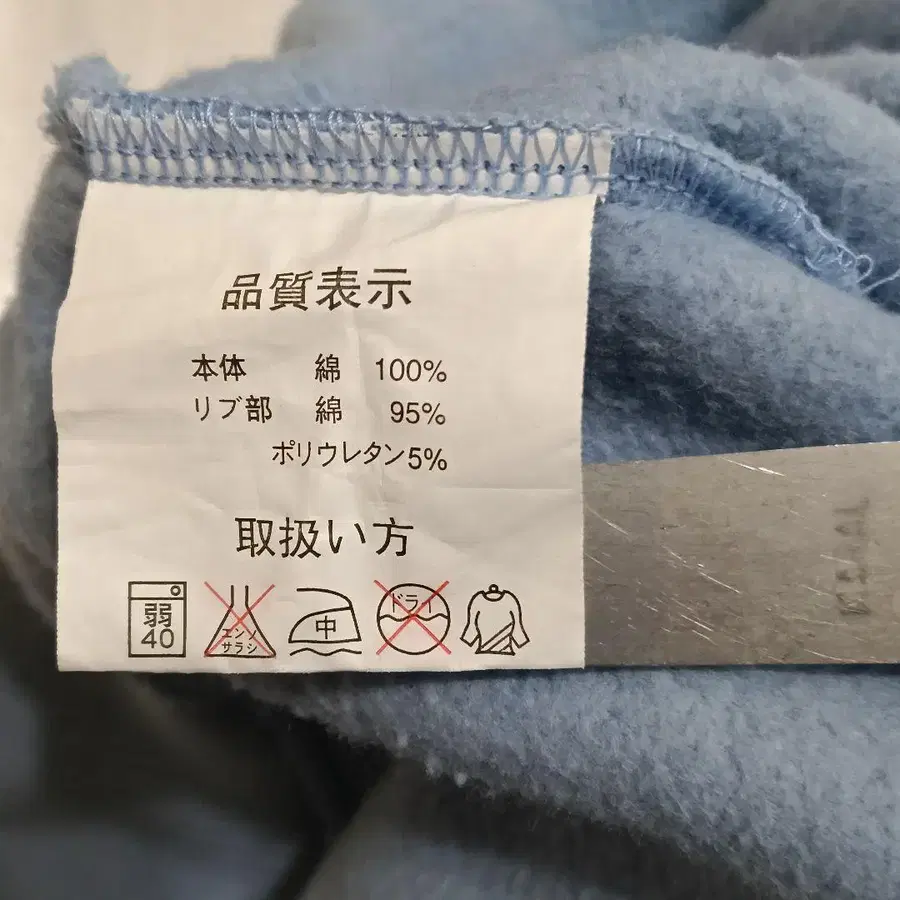 品質表示
本体 綿 100%
リブ部 綿 95%
ポリウレタン5%
取扱い方
弱 40
エンソ サラシ
中
ドライ